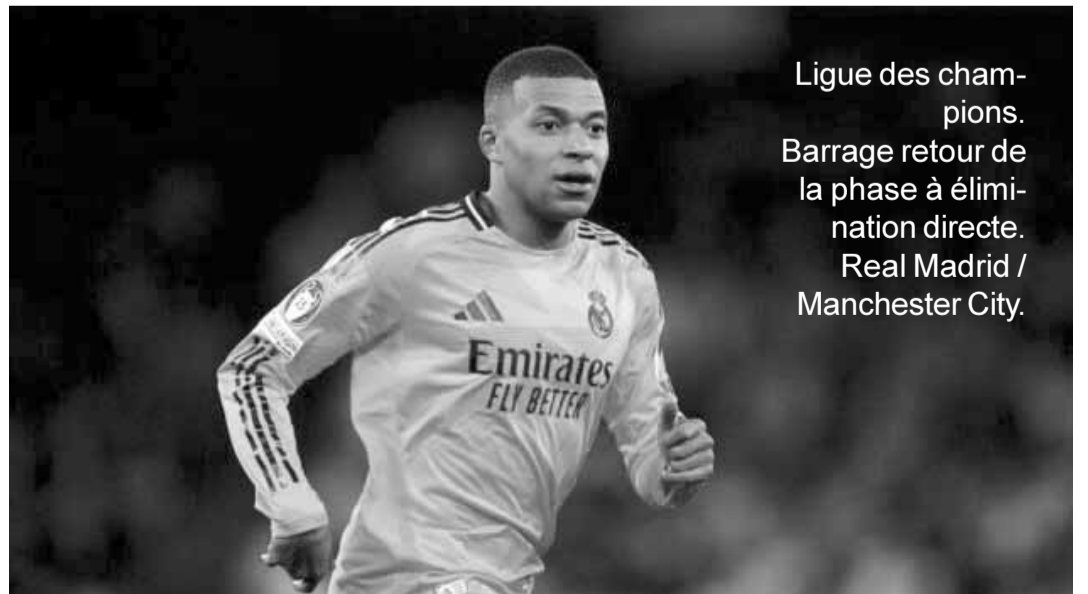 Ligue des cham-
pions.
Barrage retour de
la phase à élimi-
nation directe.
Real Madrid /
Manchester City.
15
Emirates
FLY BETTER